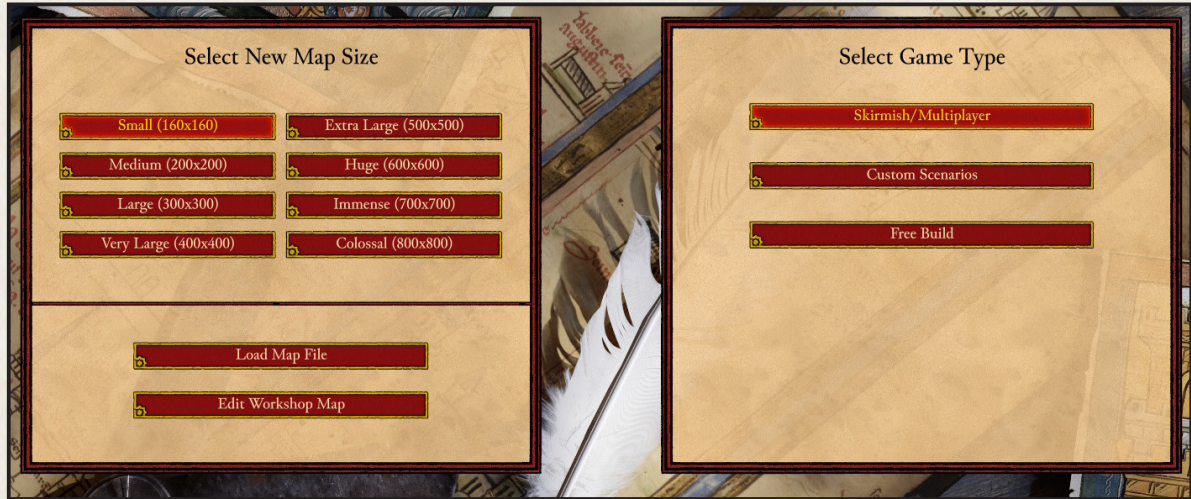 Select New Map Size
Small (160x160)
Extra Large (500x500)
Medium (200x200)
Huge (600x600)
Large (300x300)
Immense (700x700)
Very Large (400x400)
Colossal (800x800)
Load Map File
Edit Workshop Map
Select Game Type
Skirmish/Multiplayer
Custom Scenarios
Free Build